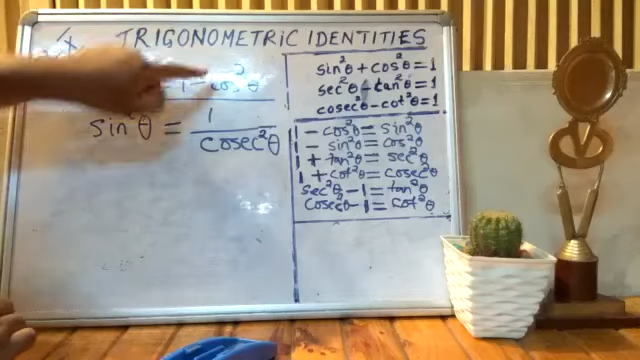 TRIGONOMETRIC IDENTITIES
1 - cos²θ
sin²θ = 1 / cosec²θ
sin²θ + cos²θ = 1
sec²θ - tan²θ = 1
cosec²θ - cot²θ = 1
1 - cos²θ = sin²θ
- sin²θ = cos²θ
1 + tan²θ = sec²θ
1 + cot²θ = cosec²θ
sec²θ - 1 = tan²θ
cosec²θ - 1 = cot²θ